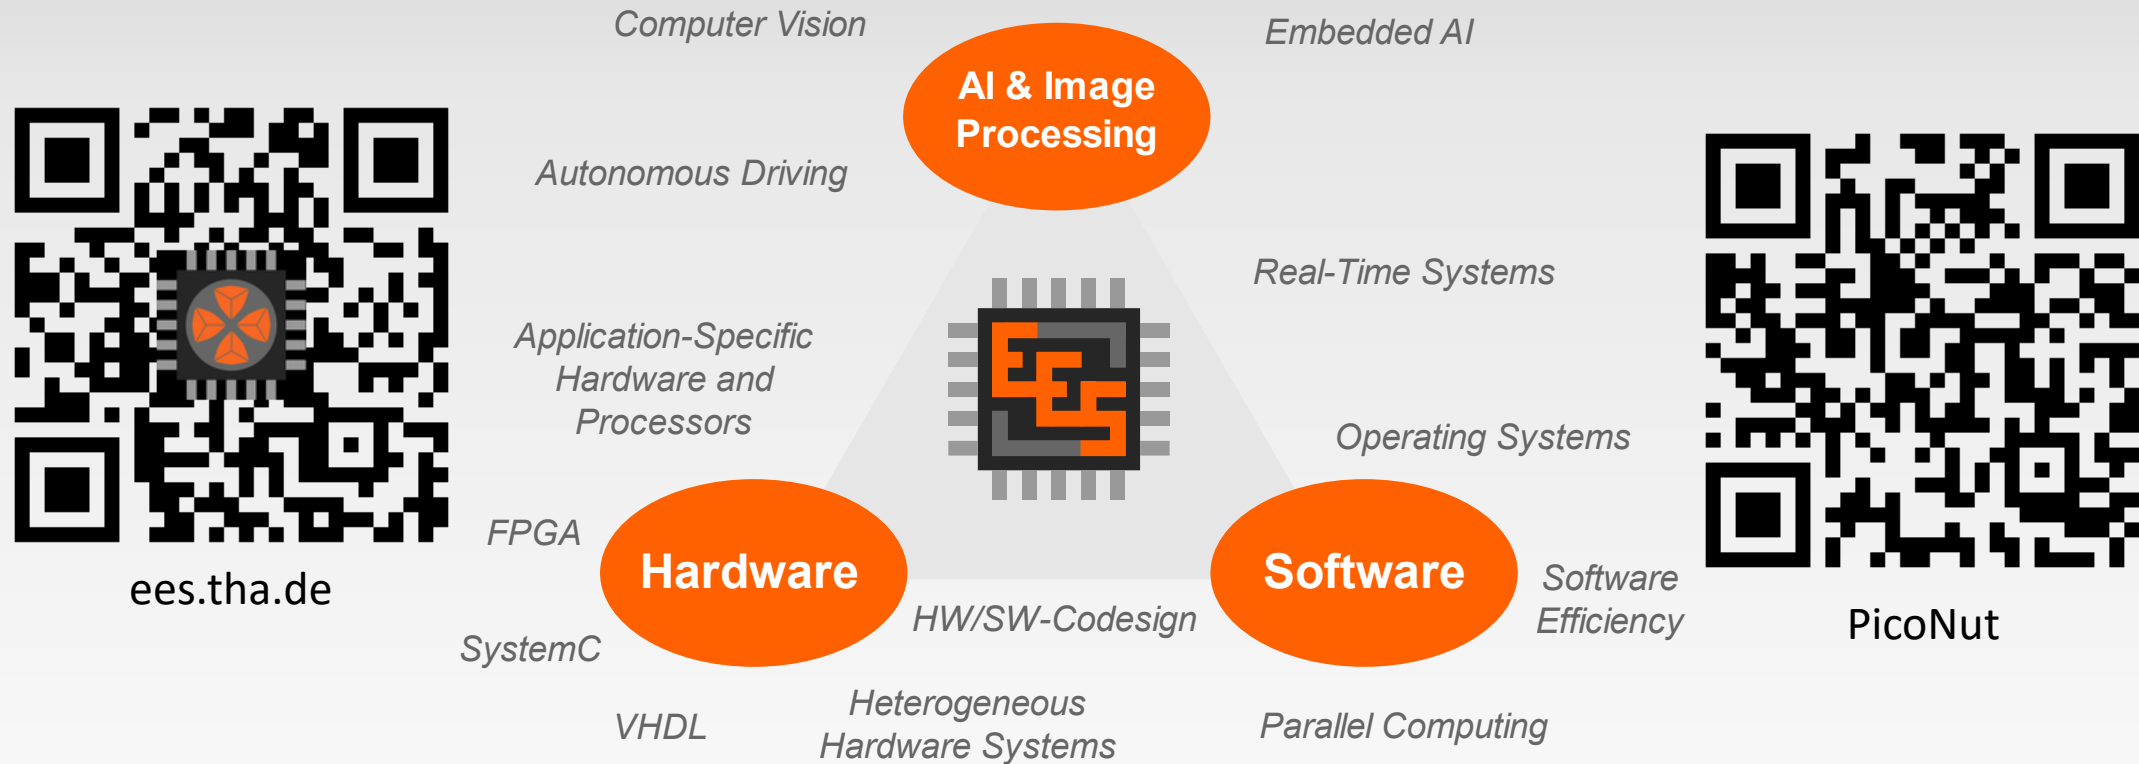 Computer Vision
Embedded AI
AI & Image
Processing
Autonomous Driving
Real-Time Systems
Application-Specific
Hardware and
Processors
EES
Operating Systems
FPGA
Hardware
Software
ees.tha.de
Software
Efficiency
PicoNut
HW/SW-Codesign
SystemC
VHDL
Heterogeneous
Hardware Systems
Parallel Computing